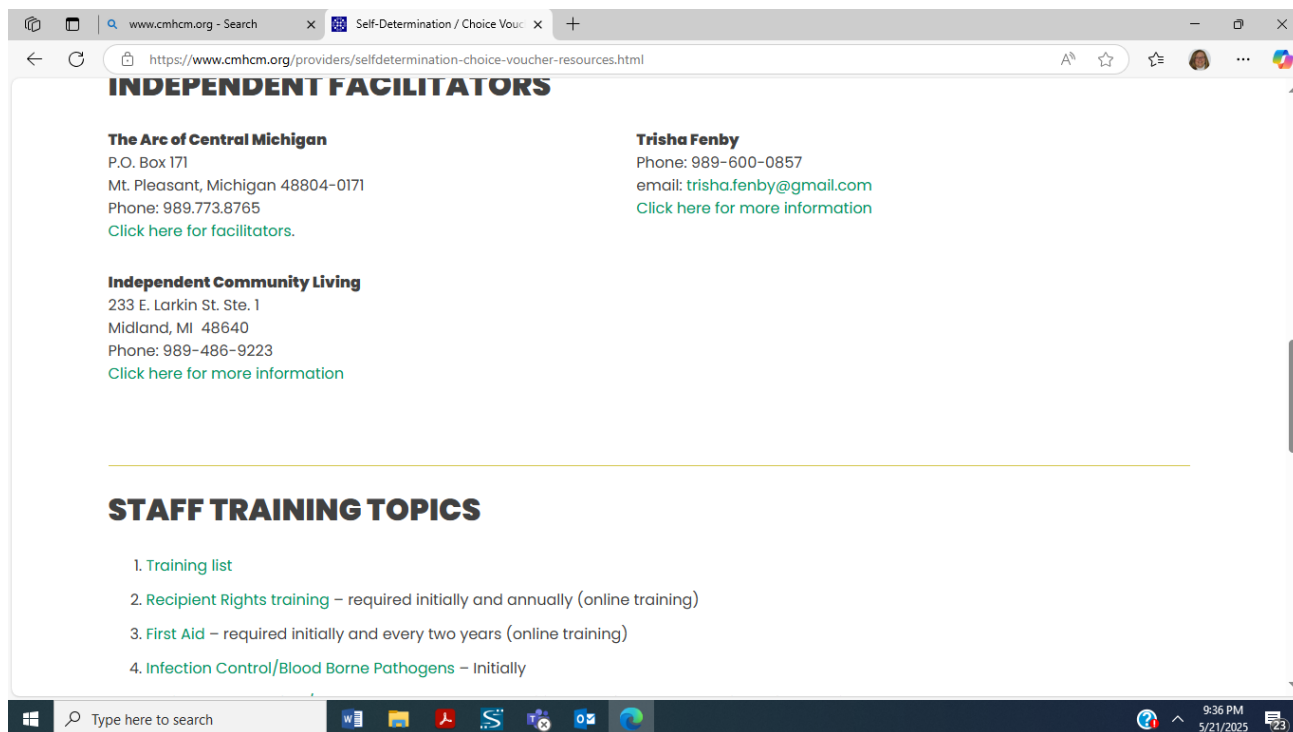 www.cmhcm.org - Search
Self-Determination / Choice Vouc
https://www.cmhcm.org/providers/selfdetermination-choice-voucher-resources.html
INDEPENDENT FACILITATORS
The Arc of Central Michigan
P.O. Box 171
Mt. Pleasant, Michigan 48804-0171
Phone: 989.773.8765
Click here for facilitators.
Trisha Fenby
Phone: 989-600-0857
email: trisha.fenby@gmail.com
Click here for more information
Independent Community Living
233 E. Larkin St. Ste. 1
Midland, MI 48640
Phone: 989-486-9223
Click here for more information
STAFF TRAINING TOPICS
1. Training list
2. Recipient Rights training – required initially and annually (online training)
3. First Aid – required initially and every two years (online training)
4. Infection Control/Blood Borne Pathogens – Initially
Type here to search
9:36 PM
5/21/2025
23